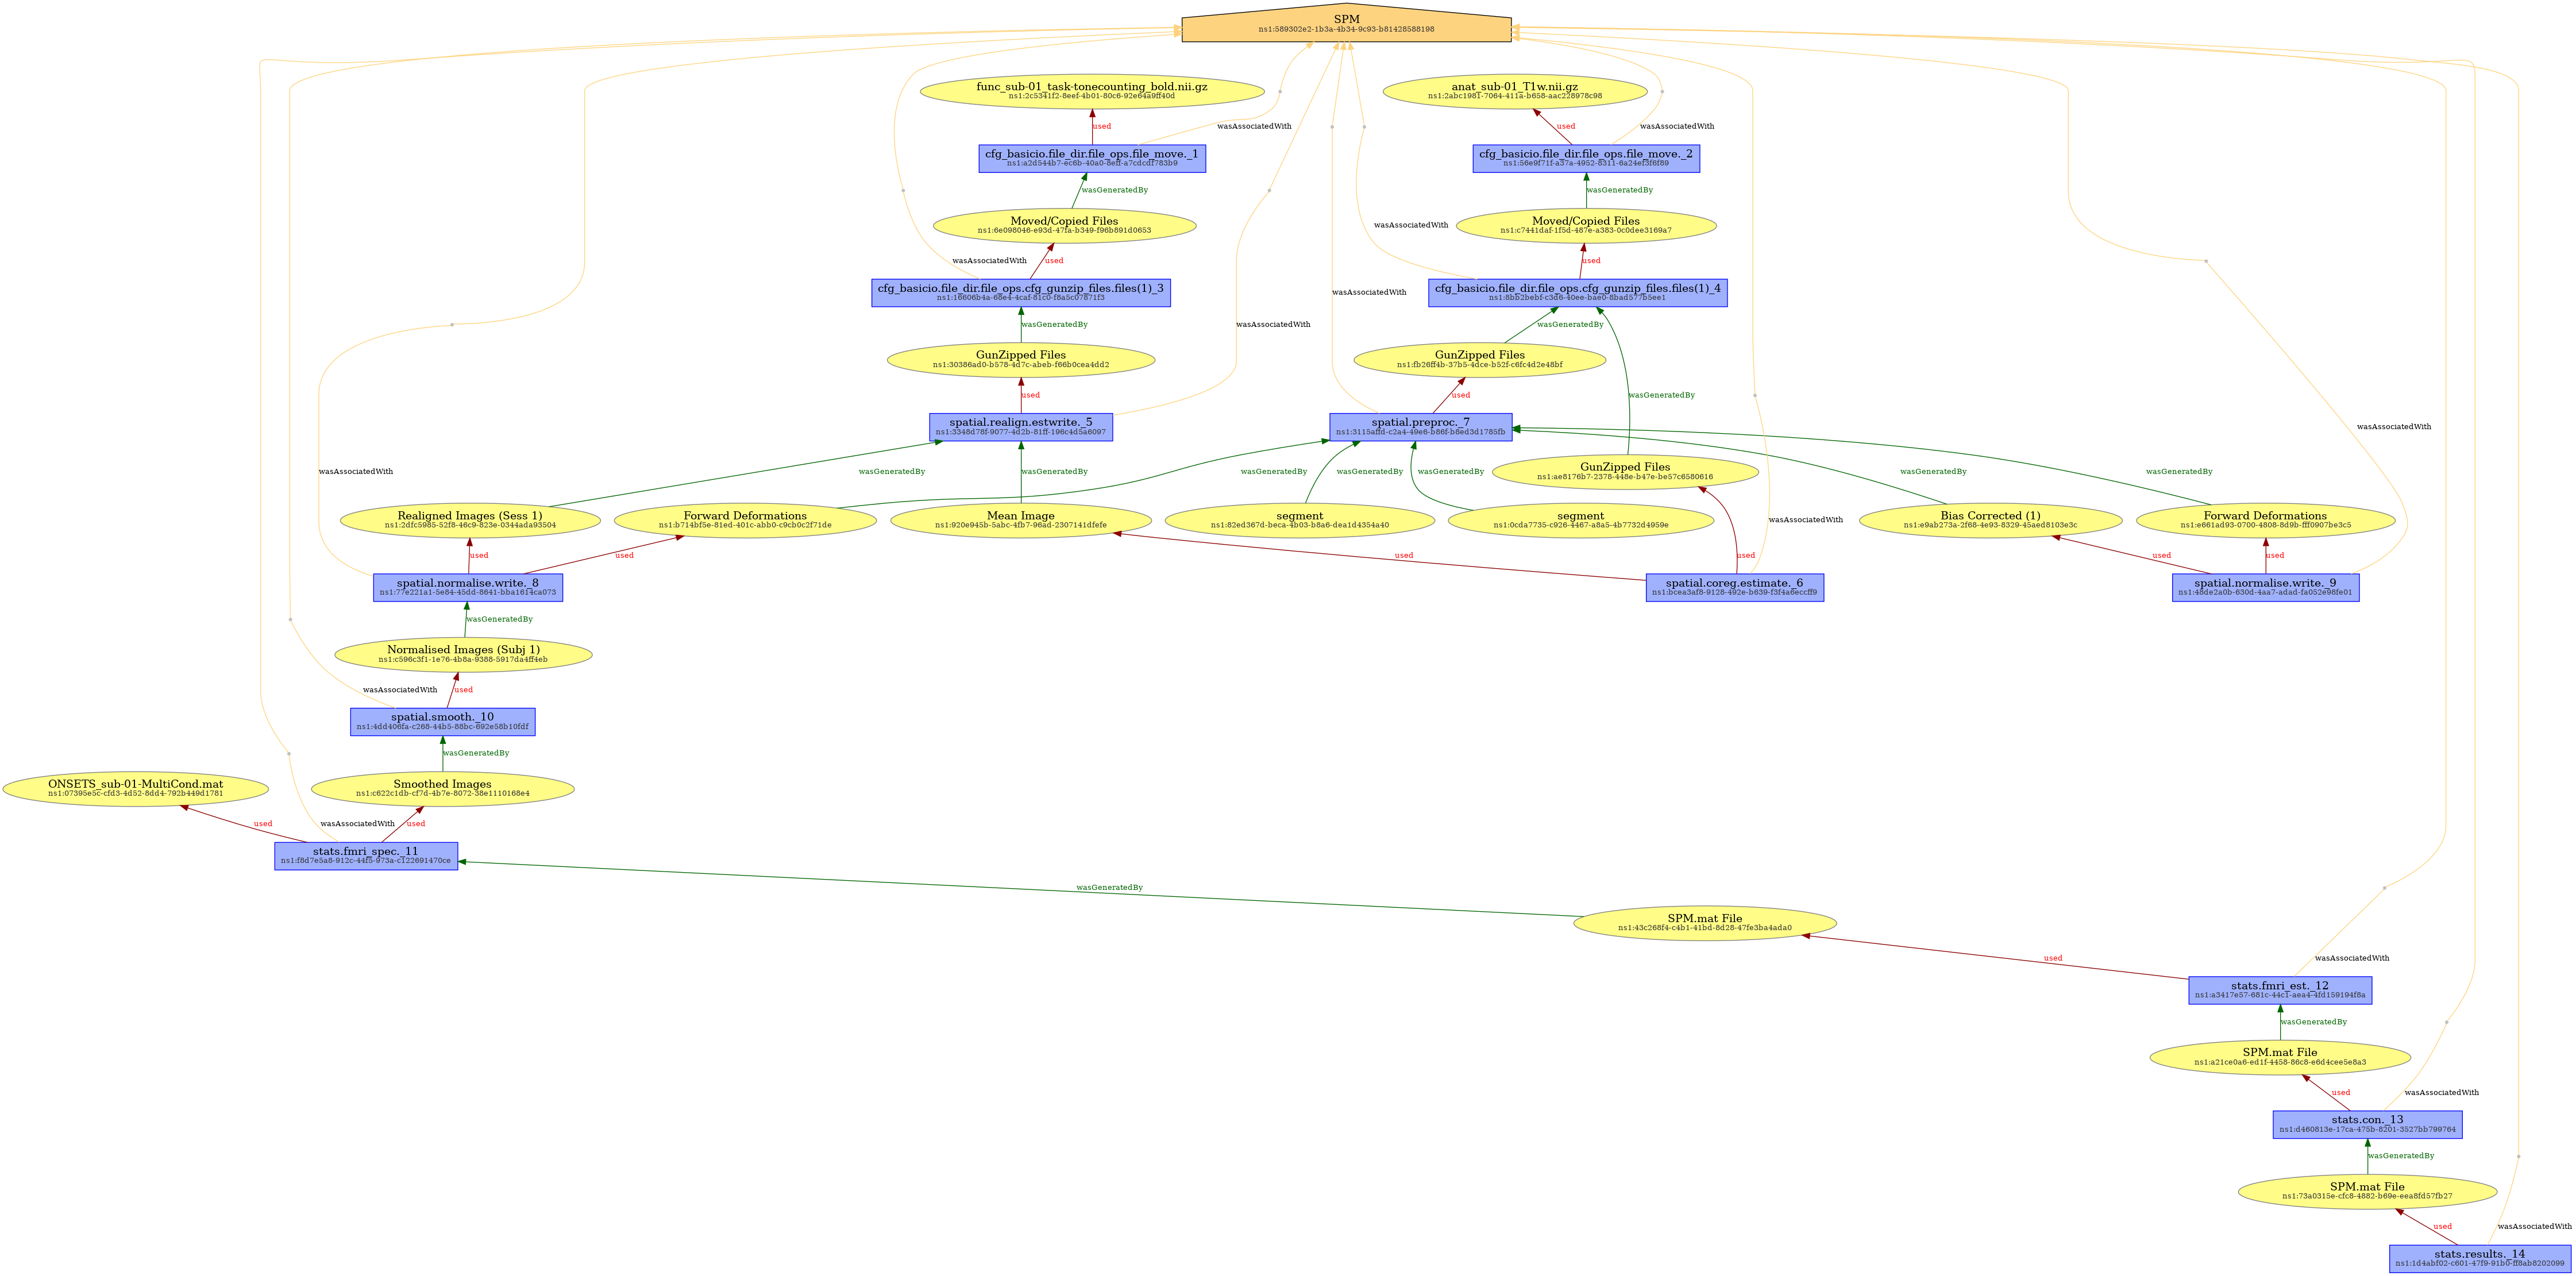 SPM
ns1:589302e2-1b3a-4b34-9c93-b81428588198
func_sub-01_task-tonecounting_bold.nii.gz
ns1:2c5341f2-8eef-4b01-80c6-92e64a9ff40d
anat_sub-01_T1w.nii.gz
ns1:2abc1981-7064-411a-b658-aac228978c98
used
wasAssociatedWith
used
wasAssociatedWith
cfg_basicio.file_dir.file_ops.file_move._1
ns1:a2d544b7-ec6b-40a0-8eff-a7cdcdf783b9
cfg_basicio.file_dir.file_ops.file_move._2
ns1:56e9f71f-a37a-4952-8311-6a24ef3f6f89
wasGeneratedBy
wasGeneratedBy
Moved/Copied Files
ns1:6e098046-e93d-47fa-b349-f96b891d0653
wasAssociatedWith
Moved/Copied Files
ns1:c7441daf-1f5d-487e-a383-0c0dee3169a7
wasAssociatedWith
used
used
cfg_basicio.file_dir.file_ops.cfg_gunzip_files.files(1)_3
ns1:16606b4a-68e4-4caf-81c0-f8a5c07871f3
wasAssociatedWith
cfg_basicio.file_dir.file_ops.cfg_gunzip_files.files(1)_4
ns1:8bb2bebf-c3d6-40ee-bae0-8bad577b5ee1
wasGeneratedBy
wasAssociatedWith
wasGeneratedBy
GunZipped Files
ns1:30386ad0-b578-4d7c-abeb-f66b0cea4dd2
GunZipped Files
ns1:fb26ff4b-37b5-4dce-b52f-c6fc4d2e48bf
used
used
wasGeneratedBy
spatial.realign.estwrite._5
ns1:3348d78f-9077-4d2b-81ff-196c4d5a6097
spatial.preproc._7
ns1:3115affd-c2a4-49e6-b86f-b8ed3d1785fb
wasAssociatedWith
wasAssociatedWith
wasGeneratedBy
wasGeneratedBy
wasGeneratedBy
wasGeneratedBy
wasGeneratedBy
GunZipped Files
ns1:ae8176b7-2378-448e-b47e-be57c6580616
wasGeneratedBy
wasGeneratedBy
Realigned Images (Sess 1)
ns1:2dfc5985-52f8-46c9-823e-0344ada93504
Forward Deformations
ns1:b714bf5e-81ed-401c-abb0-c9cb0c2f71de
Mean Image
ns1:920e945b-5abc-4fb7-96ad-2307141dfefe
segment
ns1:82ed367d-beca-4b03-b8a6-dea1d4354a40
segment
ns1:0cda7735-c926-4467-a8a5-4b7732d4959e
wasAssociatedWith
Bias Corrected (1)
ns1:e9ab273a-2f68-4e93-8329-45aed8103e3c
Forward Deformations
ns1:e661ad93-0700-4808-8d9b-fff0907be3c5
used
used
used
used
used
used
spatial.normalise.write._8
ns1:77e221a1-5e84-45dd-8641-bba1614ca073
spatial.coreg.estimate._6
ns1:bcea3af8-9128-492e-b639-f3f4a6eccff9
spatial.normalise.write._9
ns1:48de2a0b-630d-4aa7-adad-fa052e98fe01
wasGeneratedBy
Normalised Images (Subj 1)
ns1:c596c3f1-1e76-4b8a-9388-5917da4ff4eb
wasAssociatedWith
used
spatial.smooth._10
ns1:4dd406fa-c268-44b5-88bc-692e58b10fdf
wasGeneratedBy
ONSETS_sub-01-MultiCond.mat
ns1:07395e5c-cfd3-4d52-8dd4-792b449d1781
Smoothed Images
ns1:c622c1db-cf7d-4b7e-8072-38e1110168e4
used
wasAssociatedWith
used
stats.fmri_spec._11
ns1:f8d7e5a8-912c-44f5-973a-c122691470ce
wasGeneratedBy
SPM.mat File
ns1:43c268f4-c4b1-41bd-8d28-47fe3ba4ada0
used
wasAssociatedWith
stats.fmri_est._12
ns1:a3417e57-681c-44c1-aea4-4fd159194f8a
wasGeneratedBy
SPM.mat File
ns1:a21ce0a6-ed1f-4458-86c8-e6d4cee5e8a3
used
wasAssociatedWith
stats.con._13
ns1:d460813e-17ca-475b-8201-3527bb799764
wasGeneratedBy
SPM.mat File
ns1:73a0315e-cfc8-4882-b69e-eea8fd57fb27
used
wasAssociatedWith
stats.results._14
ns1:1d4abf02-c601-47f9-91b0-ff8ab8202099